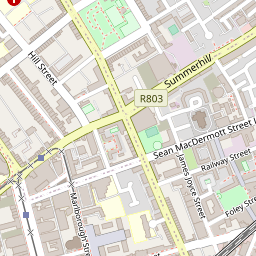 Hill Street
Summerhill
R803
Sean MacDermott Street L
Railway Street
James Joyce Street
Marlborough Street
Foley Street